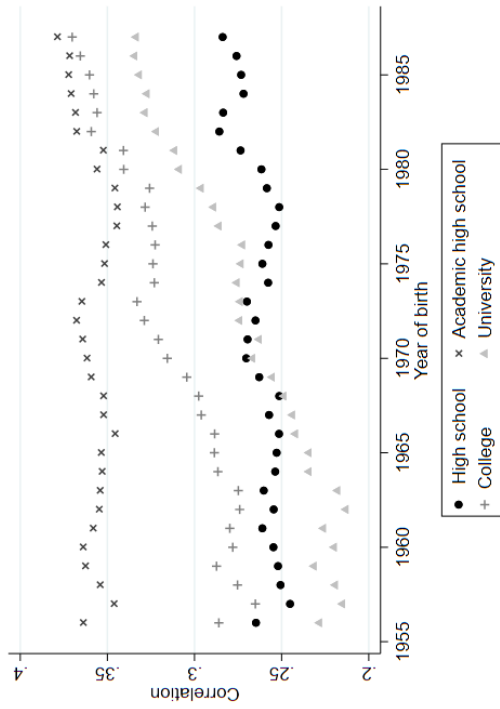 Correlation
.4
.35
.3
.25
.2
1955
1960
1965
1970
1975
1980
1985
Year of birth
High school
Academic high school
College
University